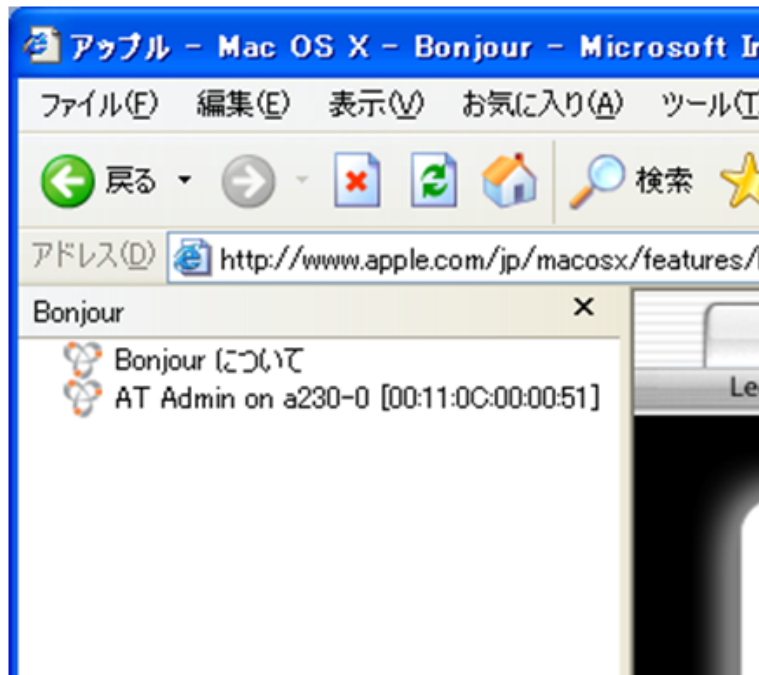 アップル - Mac OS X - Bonjour - Microsoft
ファイル(F) 編集(E) 表示(V) お気に入り(A) ツール(T
戻る 検索
アドレス(D) http://www.apple.com/jp/macosx/features/
Bonjour
Bonjour について
AT Admin on a230-0 [00:11:0C:00:00:51]
Le